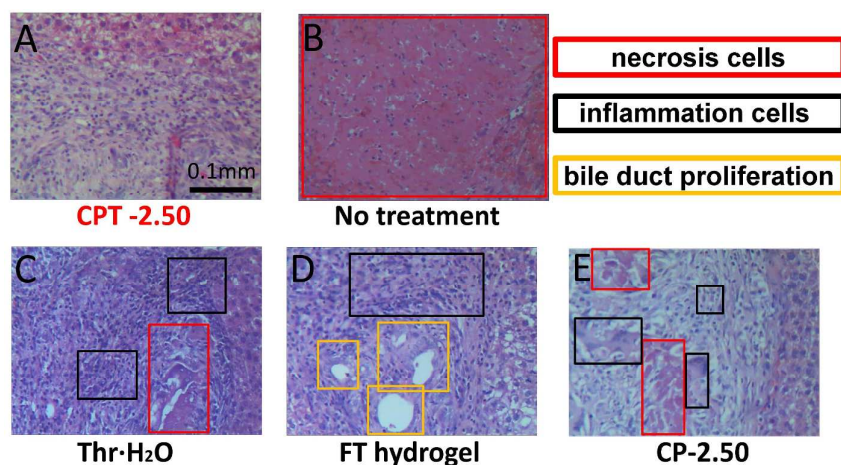 A
0.1mm
CPT -2.50
B
No treatment
necrosis cells
inflammation cells
bile duct proliferation
C
Thr·H₂O
D
FT hydrogel
E
CP-2.50